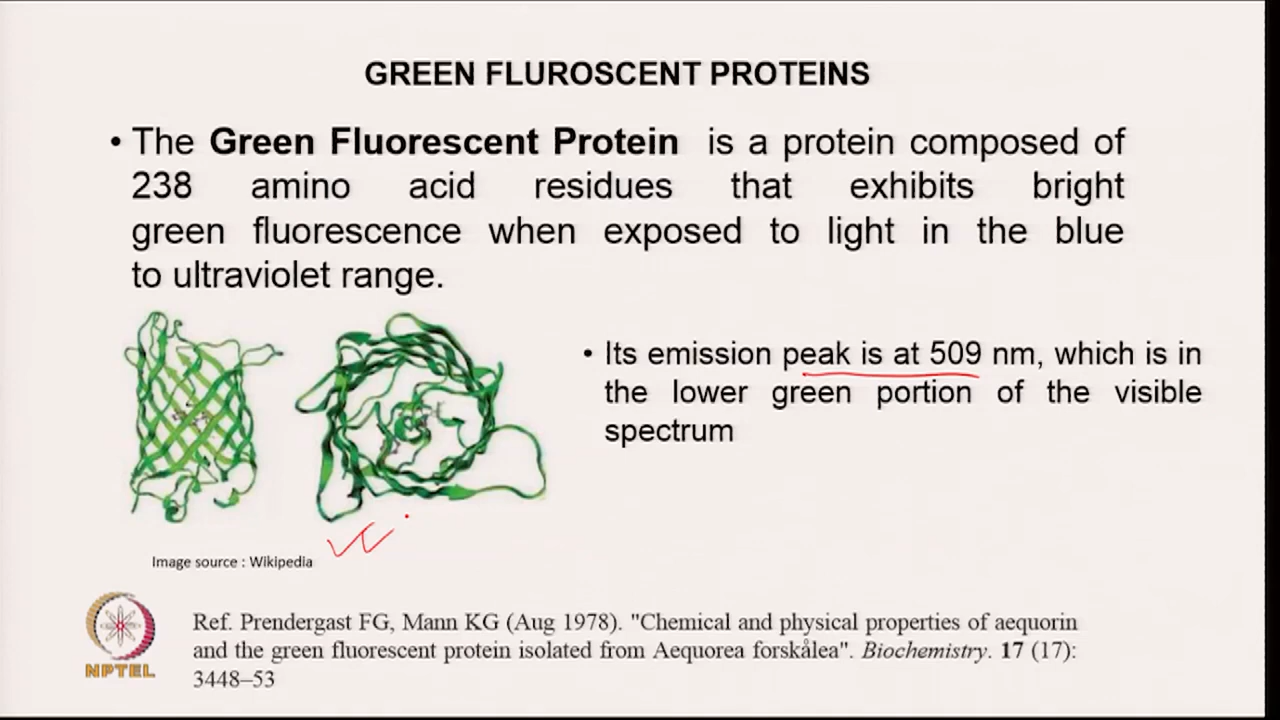 GREEN FLUROSCENT PROTEINS
• The Green Fluorescent Protein is a protein composed of
238 amino acid residues that exhibits bright
green fluorescence when exposed to light in the blue
to ultraviolet range.
• Its emission peak is at 509 nm, which is in
the lower green portion of the visible
spectrum
Image source : Wikipedia
Ref. Prendergast FG, Mann KG (Aug 1978). "Chemical and physical properties of aequorin
and the green fluorescent protein isolated from Aequorea forskålea". Biochemistry. 17 (17):
3448–53
NPTEL